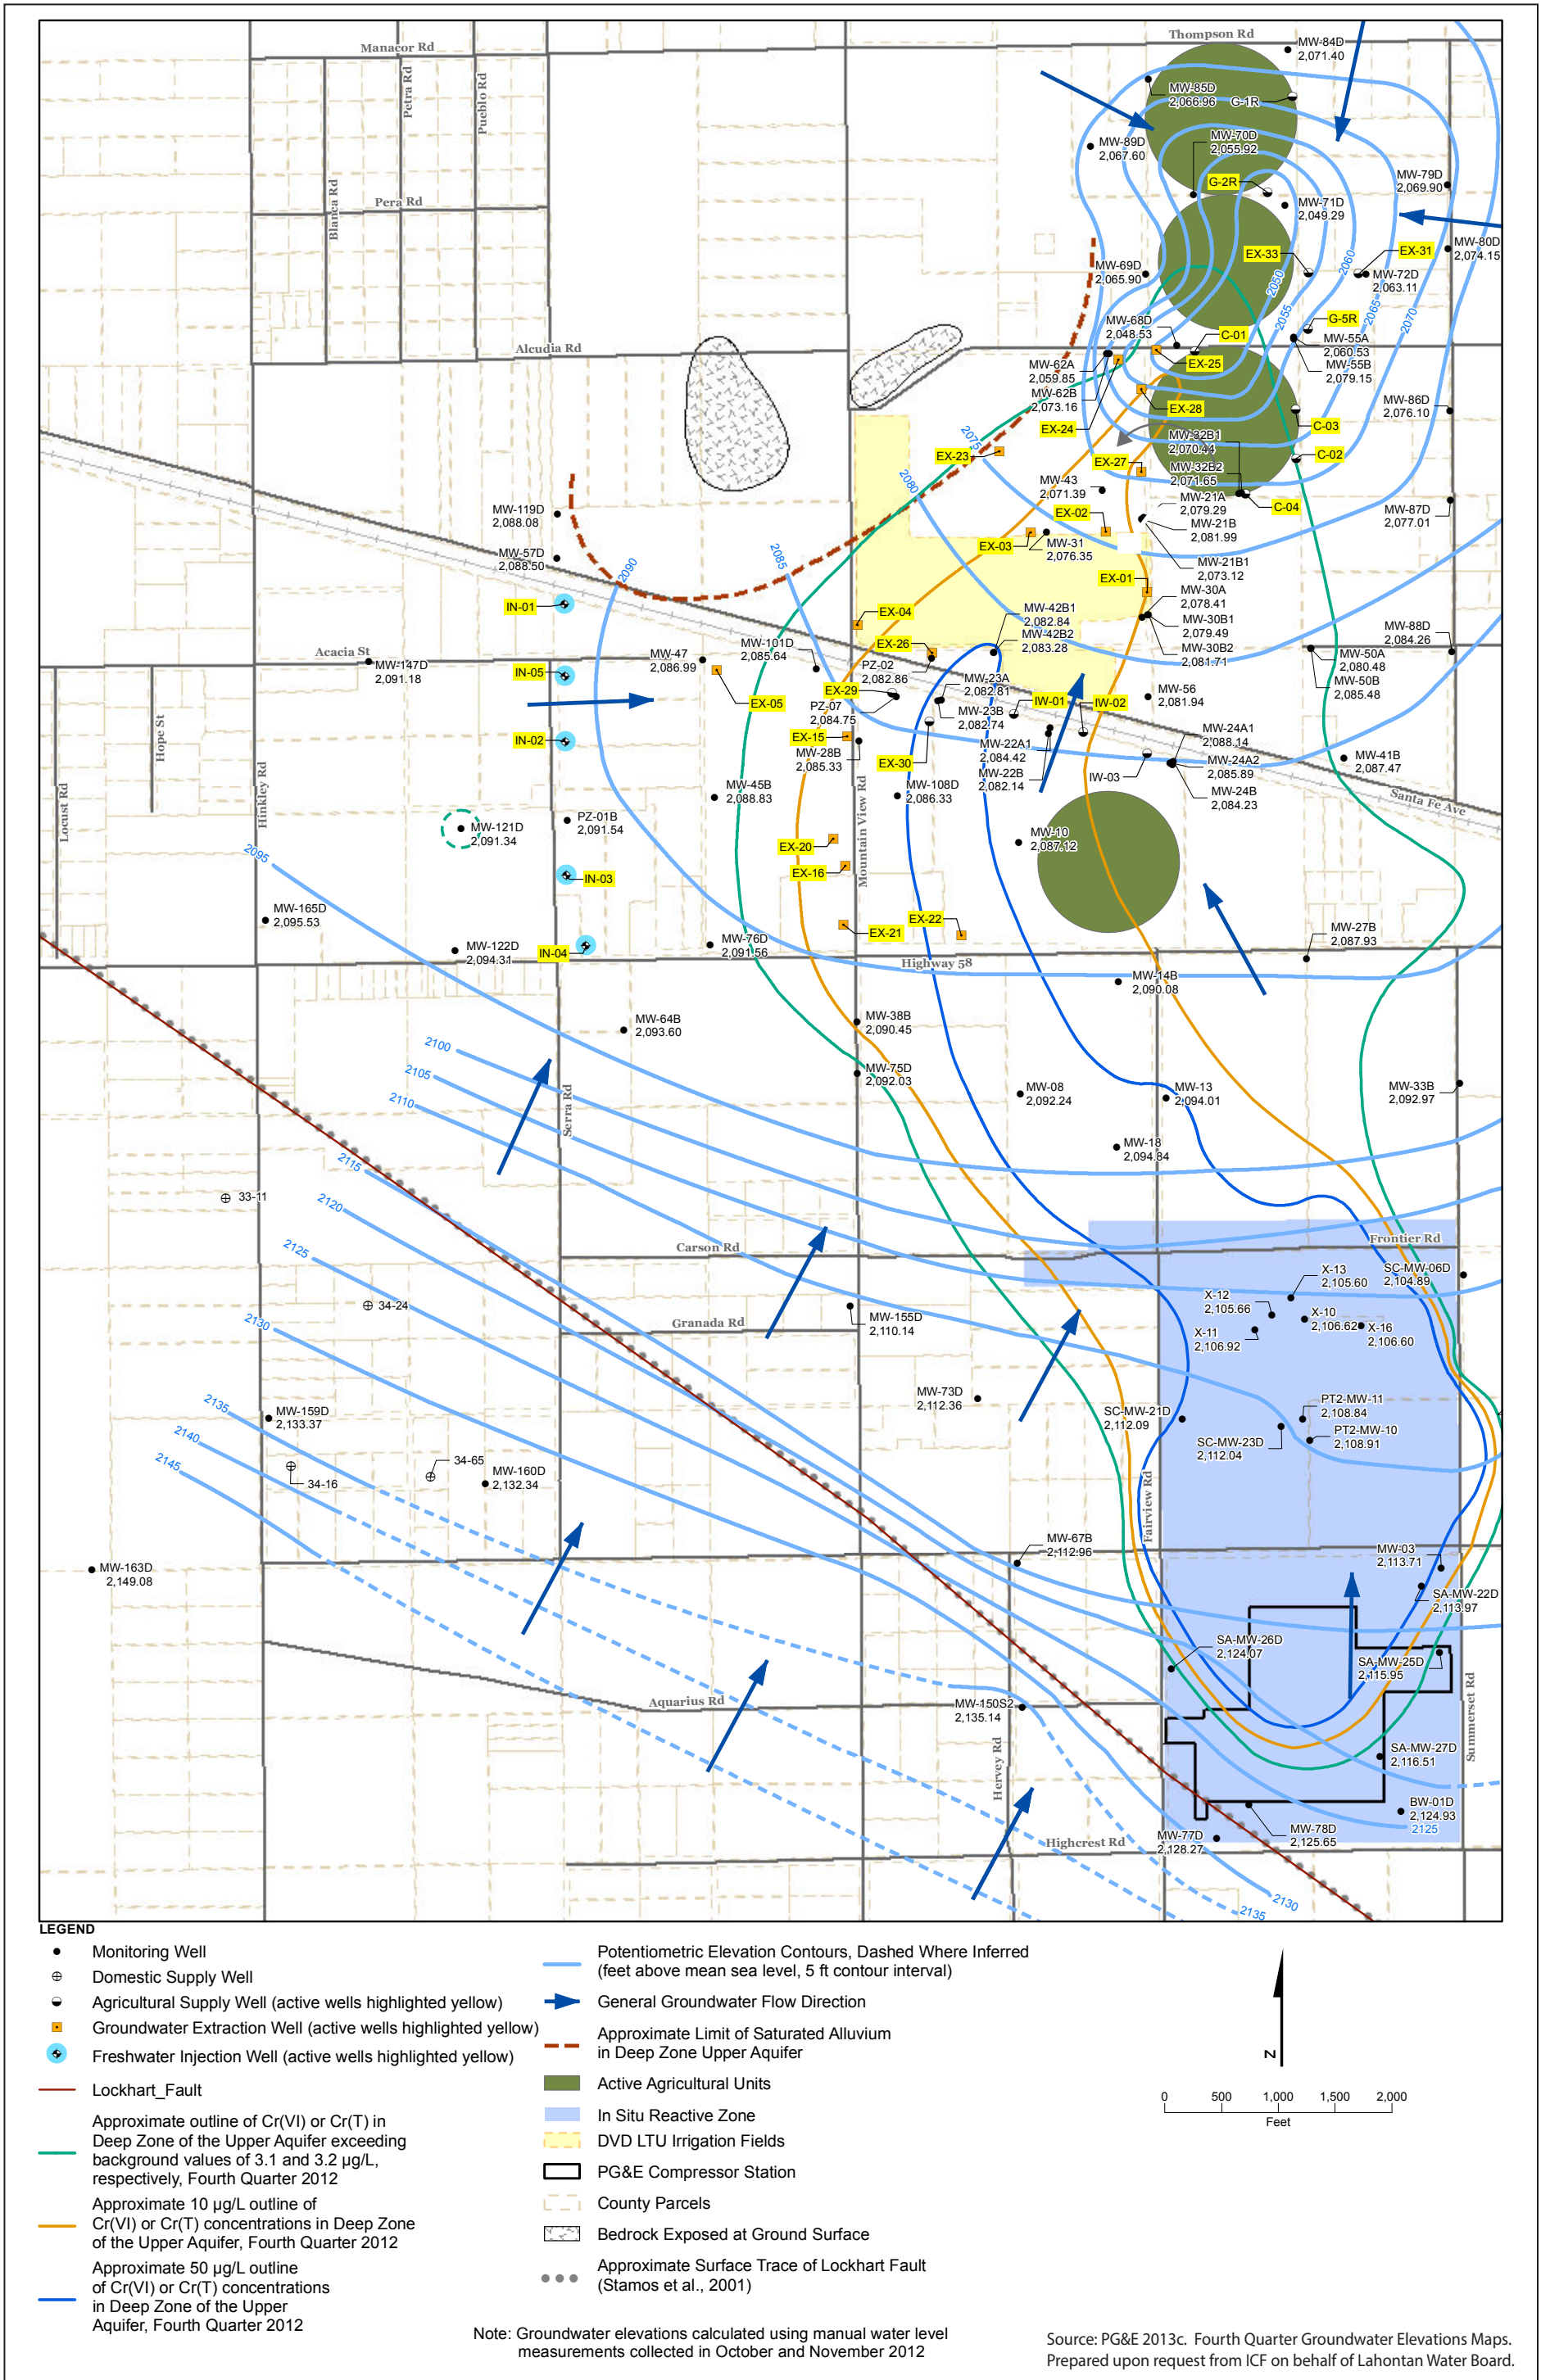 Manacor Rd
Thompson Rd
MW-84D
2,071.40
Petra Rd
Pueblo Rd
MW-85D
2,066.96
G-1R
MW-70D
2,055.92
MW-89D
2,067.60
MW-79D
2,069.90
G-2R
Blanca Rd
Pera Rd
MW-71D
2,049.29
MW-80D
2,074.15
EX-33
EX-31
2060
MW-69D
2,065.90
MW-72D
2,063.11
2050
2055
2065
2070
G-5R
MW-68D
2,048.53
C-01
MW-55A
2,060.53
MW-55B
2,079.15
Alcudia Rd
EX-25
MW-62A
2,059.85
MW-62B
2,073.16
EX-28
MW-86D
2,076.10
EX-24
C-03
2075
MW-32B1
2,070.44
EX-23
C-02
EX-27
MW-32B2
2,071.65
2080
MW-43
2,071.39
MW-21A
2,079.29
C-04
MW-87D
2,077.01
MW-119D
2,088.08
EX-02
MW-21B
2,081.99
EX-03
MW-31
2,076.35
MW-57D
2,088.50
2085
2090
MW-21B1
2,073.12
EX-01
MW-30A
2,078.41
IN-01
EX-04
MW-42B1
2,082.84
MW-30B1
2,079.49
MW-88D
2,084.26
MW-42B2
2,083.28
EX-26
MW-101D
2,085.64
MW-30B2
2,081.71
Acacia St
MW-147D
2,091.18
MW-47
2,086.99
MW-50A
2,080.48
PZ-02
2,082.86
IN-05
MW-50B
2,085.48
EX-29
MW-23A
2,082.81
EX-05
PZ-07
2,084.75
IW-01
IW-02
MW-56
2,081.94
MW-23B
2,082.74
Hope St
IN-02
EX-15
MW-24A1
2,088.14
MW-28B
2,085.33
MW-22A1
2,084.42
EX-30
IW-03
MW-24A2
2,085.89
MW-41B
2,087.47
MW-22B
2,082.14
MW-24B
2,084.23
MW-45B
2,088.83
MW-108D
2,086.33
Santa Fe Ave
Locust Rd
Hinkley Rd
Mountain View Rd
MW-121D
2,091.34
PZ-01B
2,091.54
MW-10
2,087.12
2095
EX-20
EX-16
IN-03
MW-165D
2,095.53
EX-22
EX-21
MW-27B
2,087.93
MW-122D
2,094.31
IN-04
MW-76D
2,091.56
Highway 58
MW-14B
2,090.08
MW-64B
2,093.60
MW-38B
2,090.45
2100
2105
2110
MW-75D
2,092.03
MW-08
2,092.24
MW-13
2,094.01
MW-33B
2,092.97
Serra Rd
MW-18
2,094.84
2115
33-11
2120
Carson Rd
Frontier Rd
2125
X-13
2,105.60
SC-MW-06D
2,104.89
34-24
X-12
2,105.66
2130
Granada Rd
MW-155D
2,110.14
X-10
2,106.62
X-16
2,106.60
X-11
2,106.92
MW-73D
2,112.36
PT2-MW-11
2,108.84
2135
MW-159D
2,133.37
SC-MW-21D
2,112.09
PT2-MW-10
2,108.91
2140
SC-MW-23D
2,112.04
2145
34-65
34-16
MW-160D
2,132.34
Fairview Rd
MW-67B
2,112.96
MW-03
2,113.71
MW-163D
2,149.08
SA-MW-22D
2,113.97
SA-MW-26D
2,124.07
SA-MW-25D
2,115.95
Aquarius Rd
MW-150S2
2,135.14
Summerset Rd
SA-MW-27D
2,116.51
Hervey Rd
BW-01D
2,124.93
2125
MW-78D
2,125.65
MW-77D
2,128.27
Highcrest Rd
2130
2135
LEGEND
Monitoring Well
Domestic Supply Well
Agricultural Supply Well (active wells highlighted yellow)
Groundwater Extraction Well (active wells highlighted yellow)
Freshwater Injection Well (active wells highlighted yellow)
Lockhart_Fault
Approximate outline of Cr(VI) or Cr(T) in
Deep Zone of the Upper Aquifer exceeding
background values of 3.1 and 3.2 µg/L,
respectively, Fourth Quarter 2012
Approximate 10 µg/L outline of
Cr(VI) or Cr(T) concentrations in Deep Zone
of the Upper Aquifer, Fourth Quarter 2012
Approximate 50 µg/L outline
of Cr(VI) or Cr(T) concentrations
in Deep Zone of the Upper
Aquifer, Fourth Quarter 2012
Potentiometric Elevation Contours, Dashed Where Inferred
(feet above mean sea level, 5 ft contour interval)
General Groundwater Flow Direction
Approximate Limit of Saturated Alluvium
in Deep Zone Upper Aquifer
Active Agricultural Units
In Situ Reactive Zone
DVD LTU Irrigation Fields
PG&E Compressor Station
County Parcels
Bedrock Exposed at Ground Surface
Approximate Surface Trace of Lockhart Fault
(Stamos et al., 2001)
Z
0 500 1,000 1,500 2,000
Feet
Note: Groundwater elevations calculated using manual water level
measurements collected in October and November 2012
Source: PG&E 2013c. Fourth Quarter Groundwater Elevations Maps.
Prepared upon request from ICF on behalf of Lahontan Water Board.